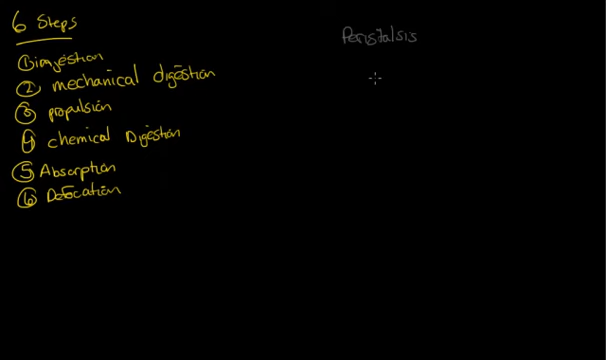 6 Steps
① ingestion
② mechanical digestion
③ propulsion
④ chemical Digestion
⑤ Absorption
⑥ Defocation
Peristalsis